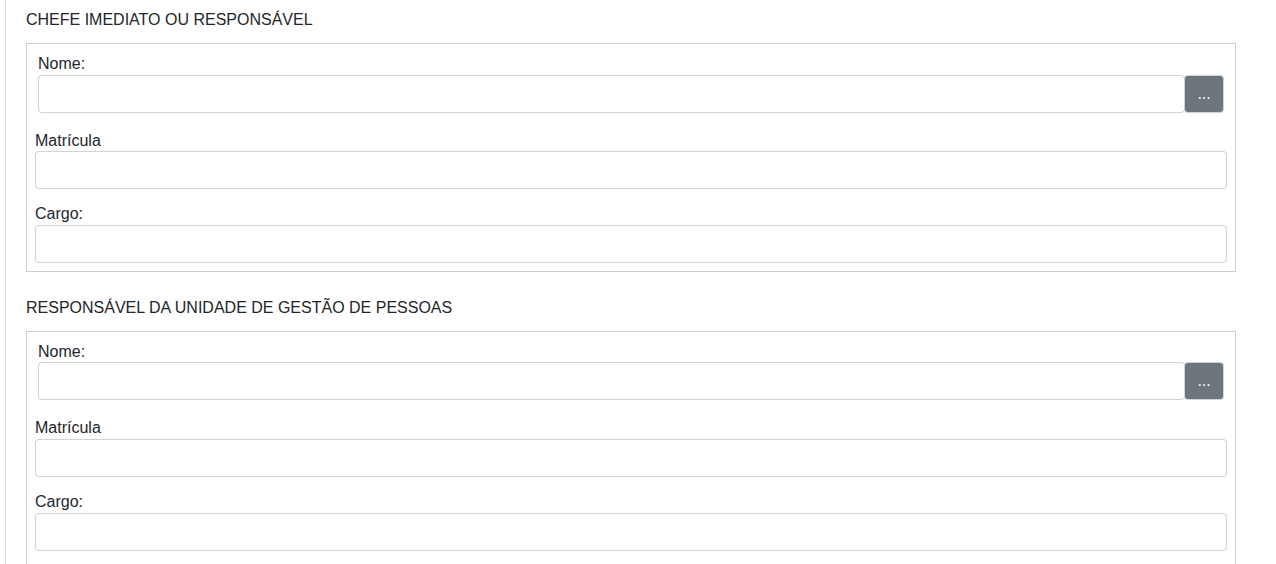 CHEFE IMEDIATO OU RESPONSÁVEL
Nome:
...
Matrícula
Cargo:
RESPONSÁVEL DA UNIDADE DE GESTÃO DE PESSOAS
Nome:
...
Matrícula
Cargo: